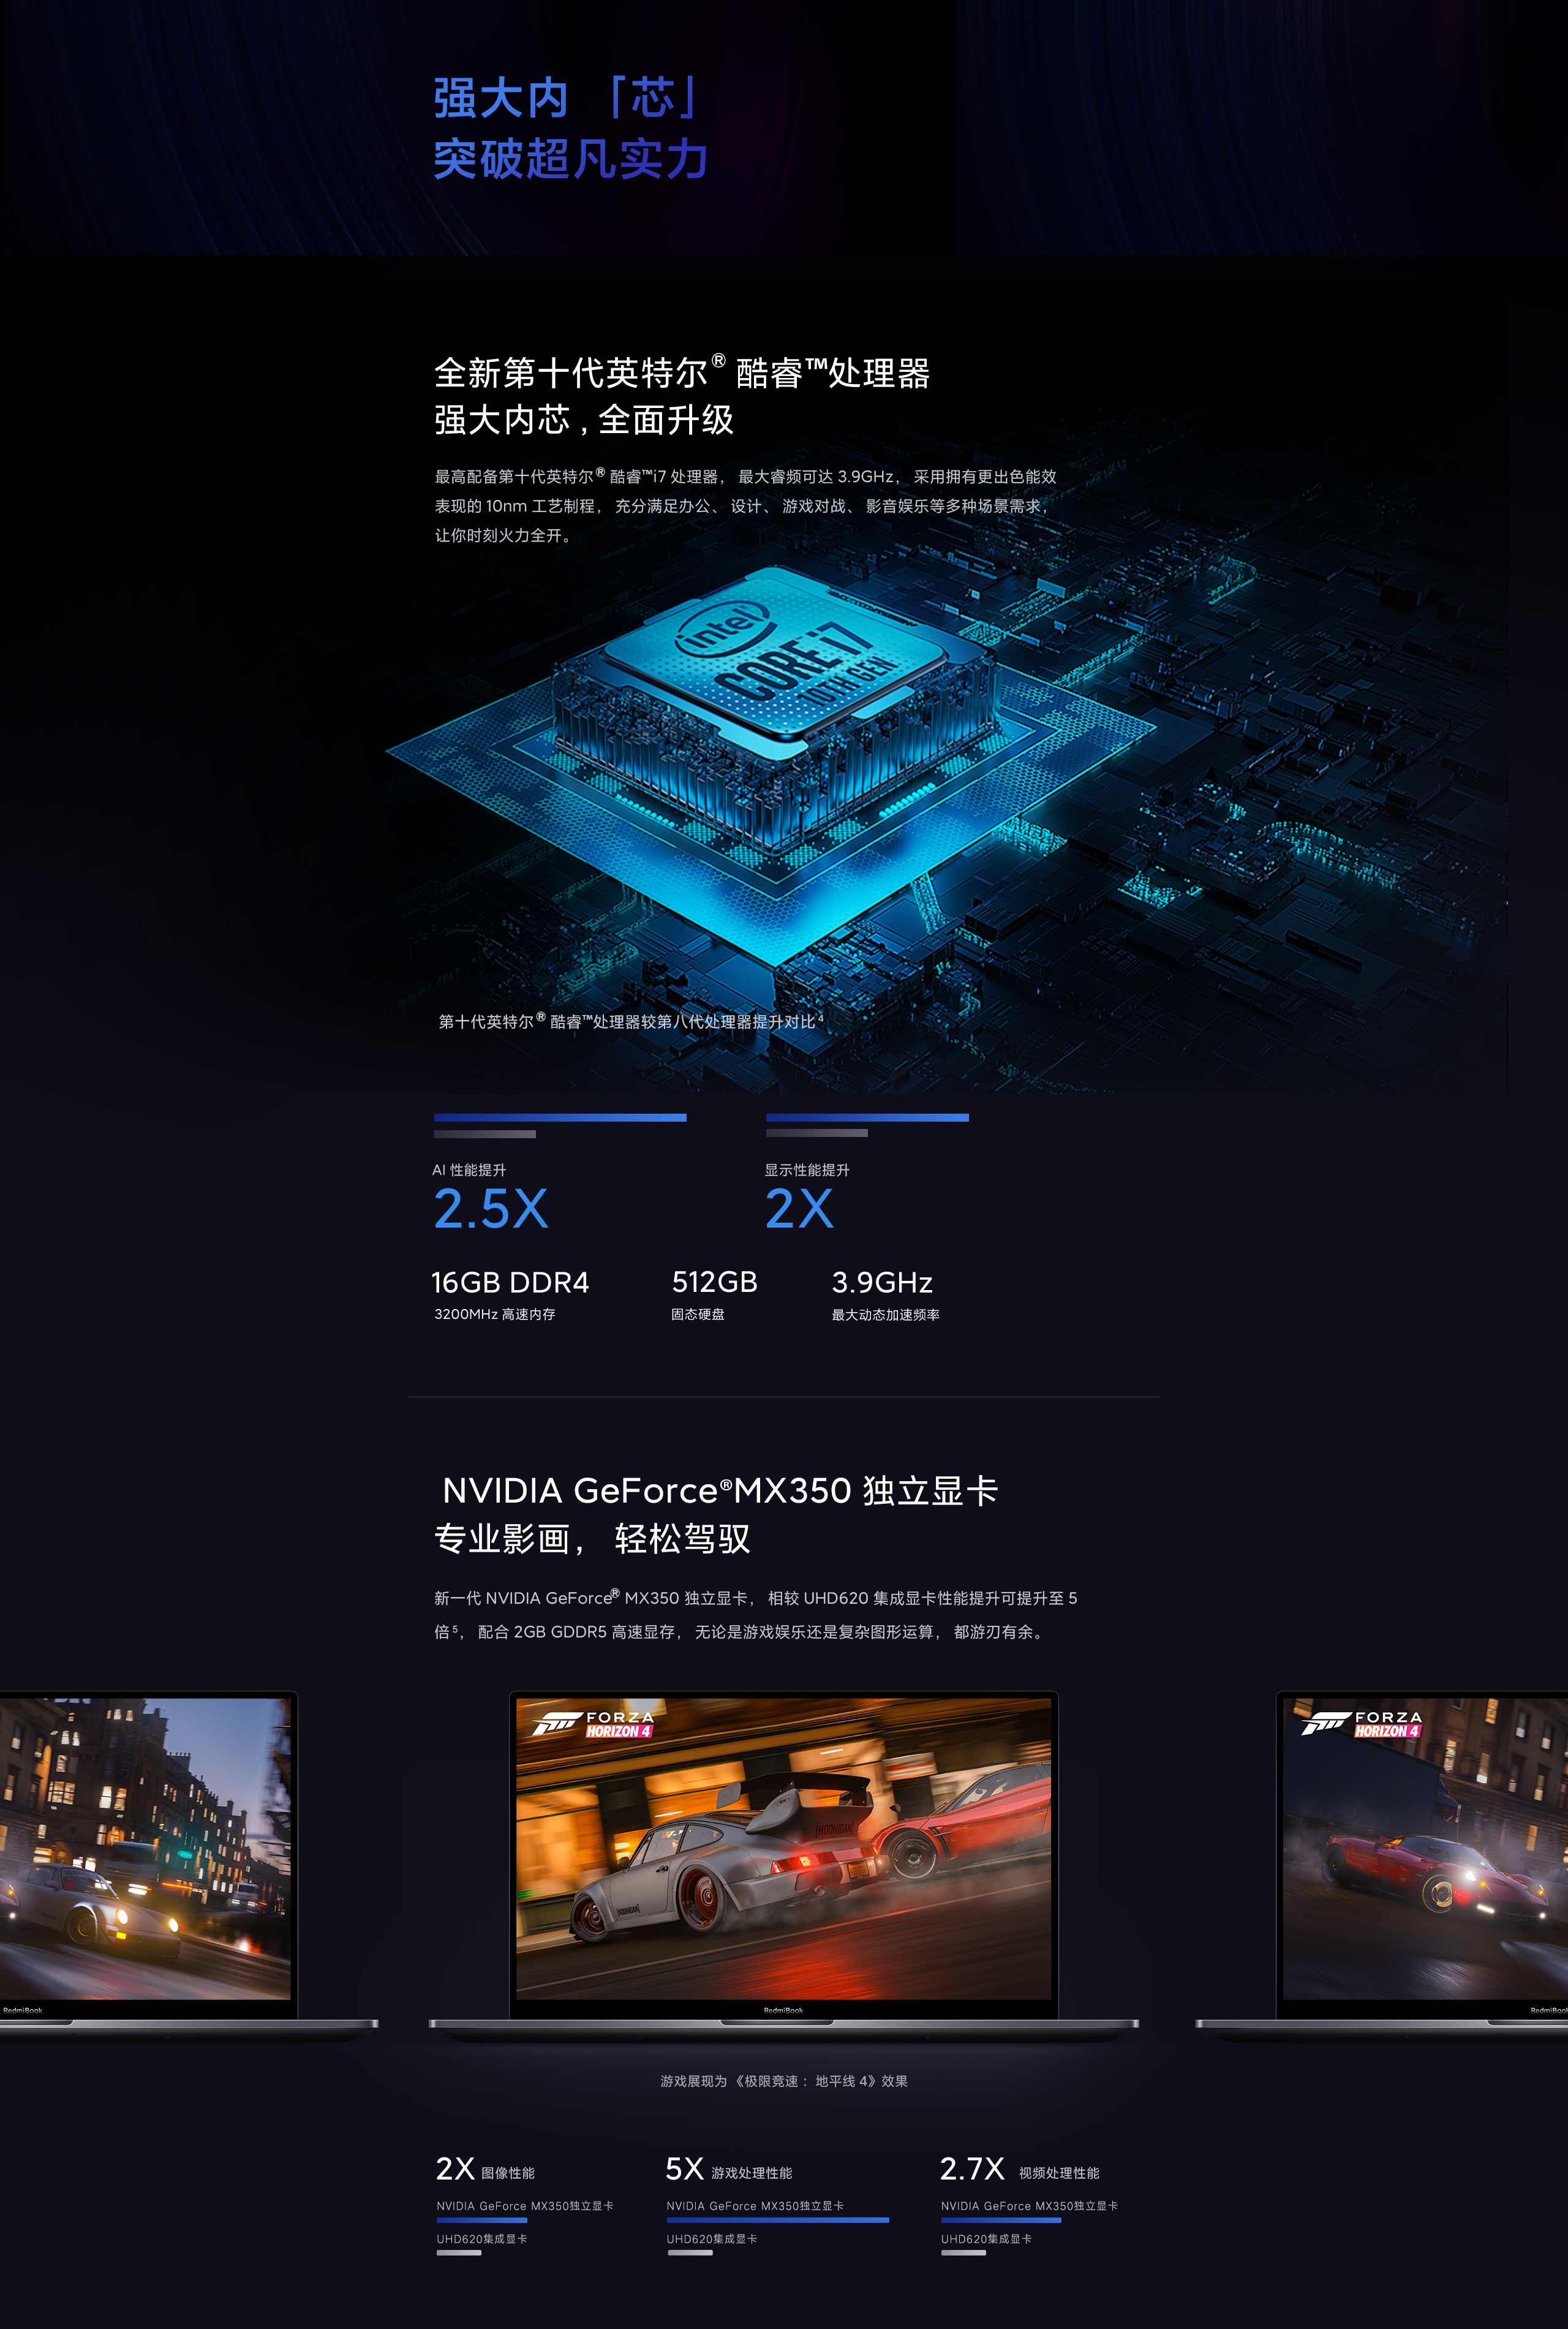 强大内「芯」
突破超凡实力
全新第十代英特尔® 酷睿™处理器
强大内芯，全面升级
最高配备第十代英特尔® 酷睿™i7 处理器， 最大睿频可达 3.9GHz， 采用拥有更出色能效
表现的 10nm 工艺制程， 充分满足办公、 设计、 游戏对战、 影音娱乐等多种场景需求，
让你时刻火力全开。
intel
CORE i7
10TH GEN
第十代英特尔® 酷睿™处理器较第八代处理器提升对比4
AI 性能提升
2.5X
显示性能提升
2X
16GB DDR4
3200MHz 高速内存
512GB
固态硬盘
3.9GHz
最大动态加速频率
NVIDIA GeForce®MX350 独立显卡
专业影画， 轻松驾驭
新一代 NVIDIA GeForce® MX350 独立显卡， 相较 UHD620 集成显卡性能提升可提升至 5
倍5， 配合 2GB GDDR5 高速显存， 无论是游戏娱乐还是复杂图形运算， 都游刃有余。
FORZA
HORIZON 4
HOONIGAN
HOONIGAN
FORZA
HORIZON 4
RedmiBook
RedmiBook
RedmiBook
游戏展现为 《极限竞速： 地平线 4》效果
2X 图像性能
NVIDIA GeForce MX350独立显卡
UHD620集成显卡
5X 游戏处理性能
NVIDIA GeForce MX350独立显卡
UHD620集成显卡
2.7X 视频处理性能
NVIDIA GeForce MX350独立显卡
UHD620集成显卡